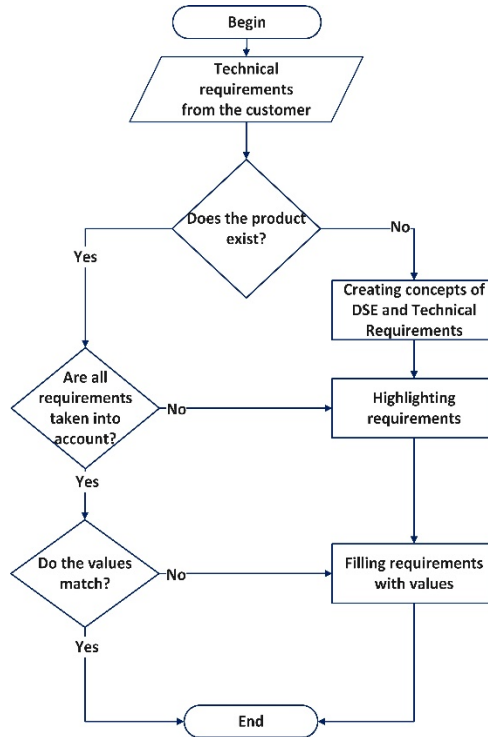 Begin
Technical
requirements
from the customer
Does the product
exist?
Yes
No
Creating concepts of
DSE and Technical
Requirements
Are all
requirements
taken into
account?
No
Highlighting
requirements
Yes
Do the values
match?
No
Filling requirements
with values
Yes
End